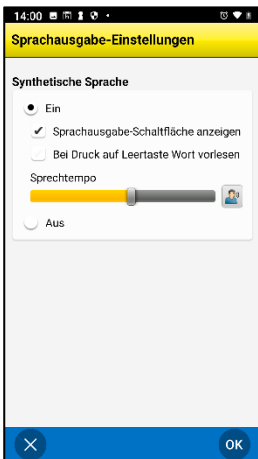 14:00
Sprachausgabe-Einstellungen
Synthetische Sprache
Ein
Sprachausgabe-Schaltfläche anzeigen
Bei Druck auf Leertaste Wort vorlesen
Sprechtempo
Aus
OK